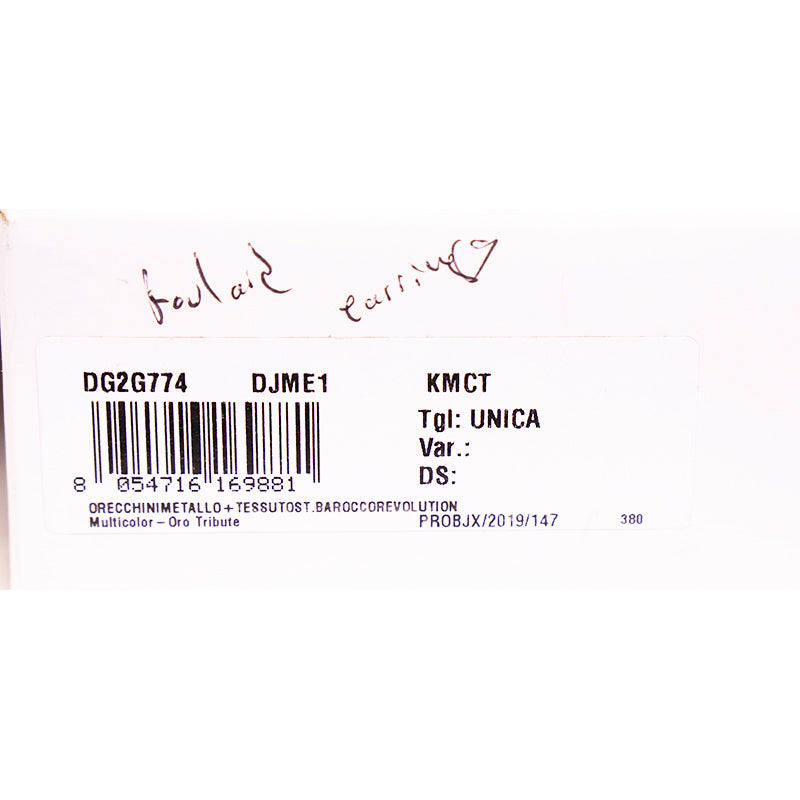 foulard earring
DG2G774 DJME1 KMCT
Tgl: UNICA
Var.:
DS:
8 054716 169881
ORECCHINIMETALLO+TESSUTOST.BAROCCOREVOLUTION
Multicolor-Oro Tribute
PROBJX/2019/147 380